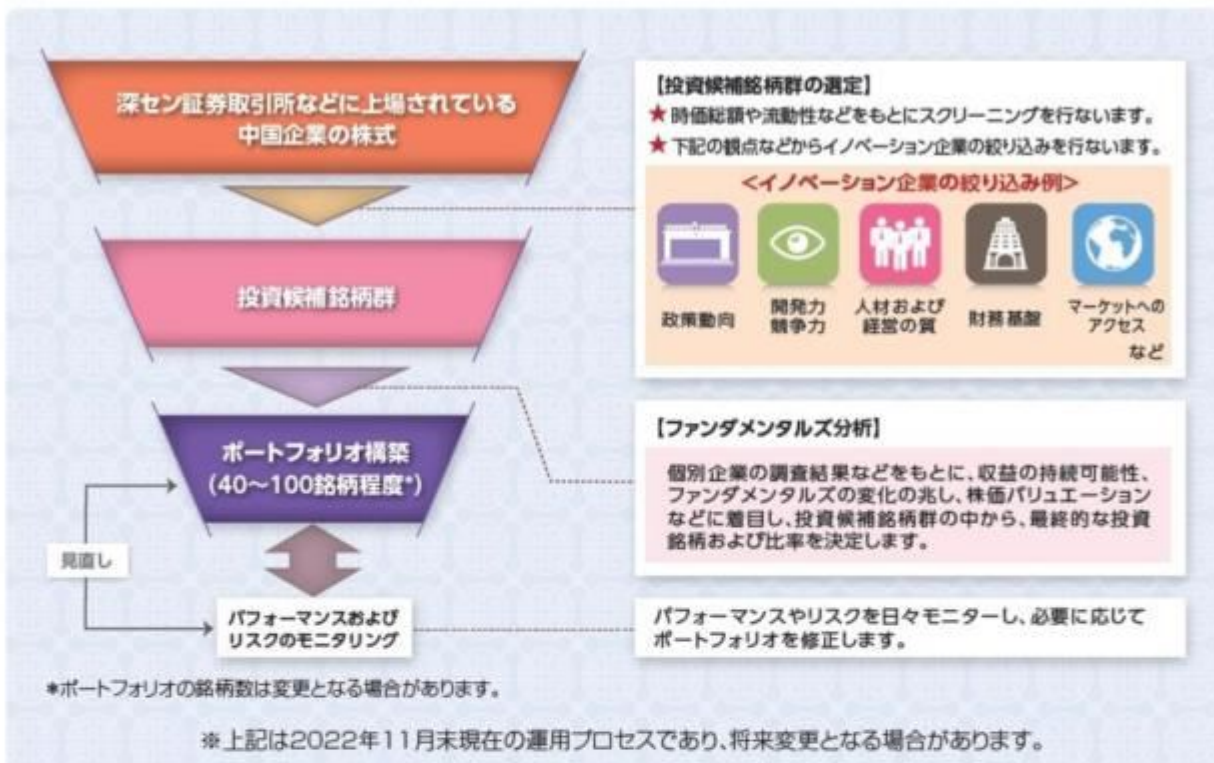 深セン証券取引所などに上場されている
中国企業の株式
投資候補銘柄群
ポートフォリオ構築
(40～100銘柄程度*)
見直し
パフォーマンスおよび
リスクのモニタリング
【投資候補銘柄群の選定】
★時価総額や流動性などをもとにスクリーニングを行ないます。
★下記の観点などからイノベーション企業の絞り込みを行ないます。
<イノベーション企業の絞り込み例>
政策動向
開発力
競争力
人材および
経営の質
財務基盤
マーケットへの
アクセス
など
【ファンダメンタルズ分析】
個別企業の調査結果などをもとに、収益の持続可能性、
ファンダメンタルズの変化の兆し、株価バリュエーション
などに着目し、投資候補銘柄群の中から、最終的な投資
銘柄および比率を決定します。
パフォーマンスやリスクを日々モニターし、必要に応じて
ポートフォリオを修正します。
*ポートフォリオの銘柄数は変更となる場合があります。
※上記は2022年11月末現在の運用プロセスであり、将来変更となる場合があります。